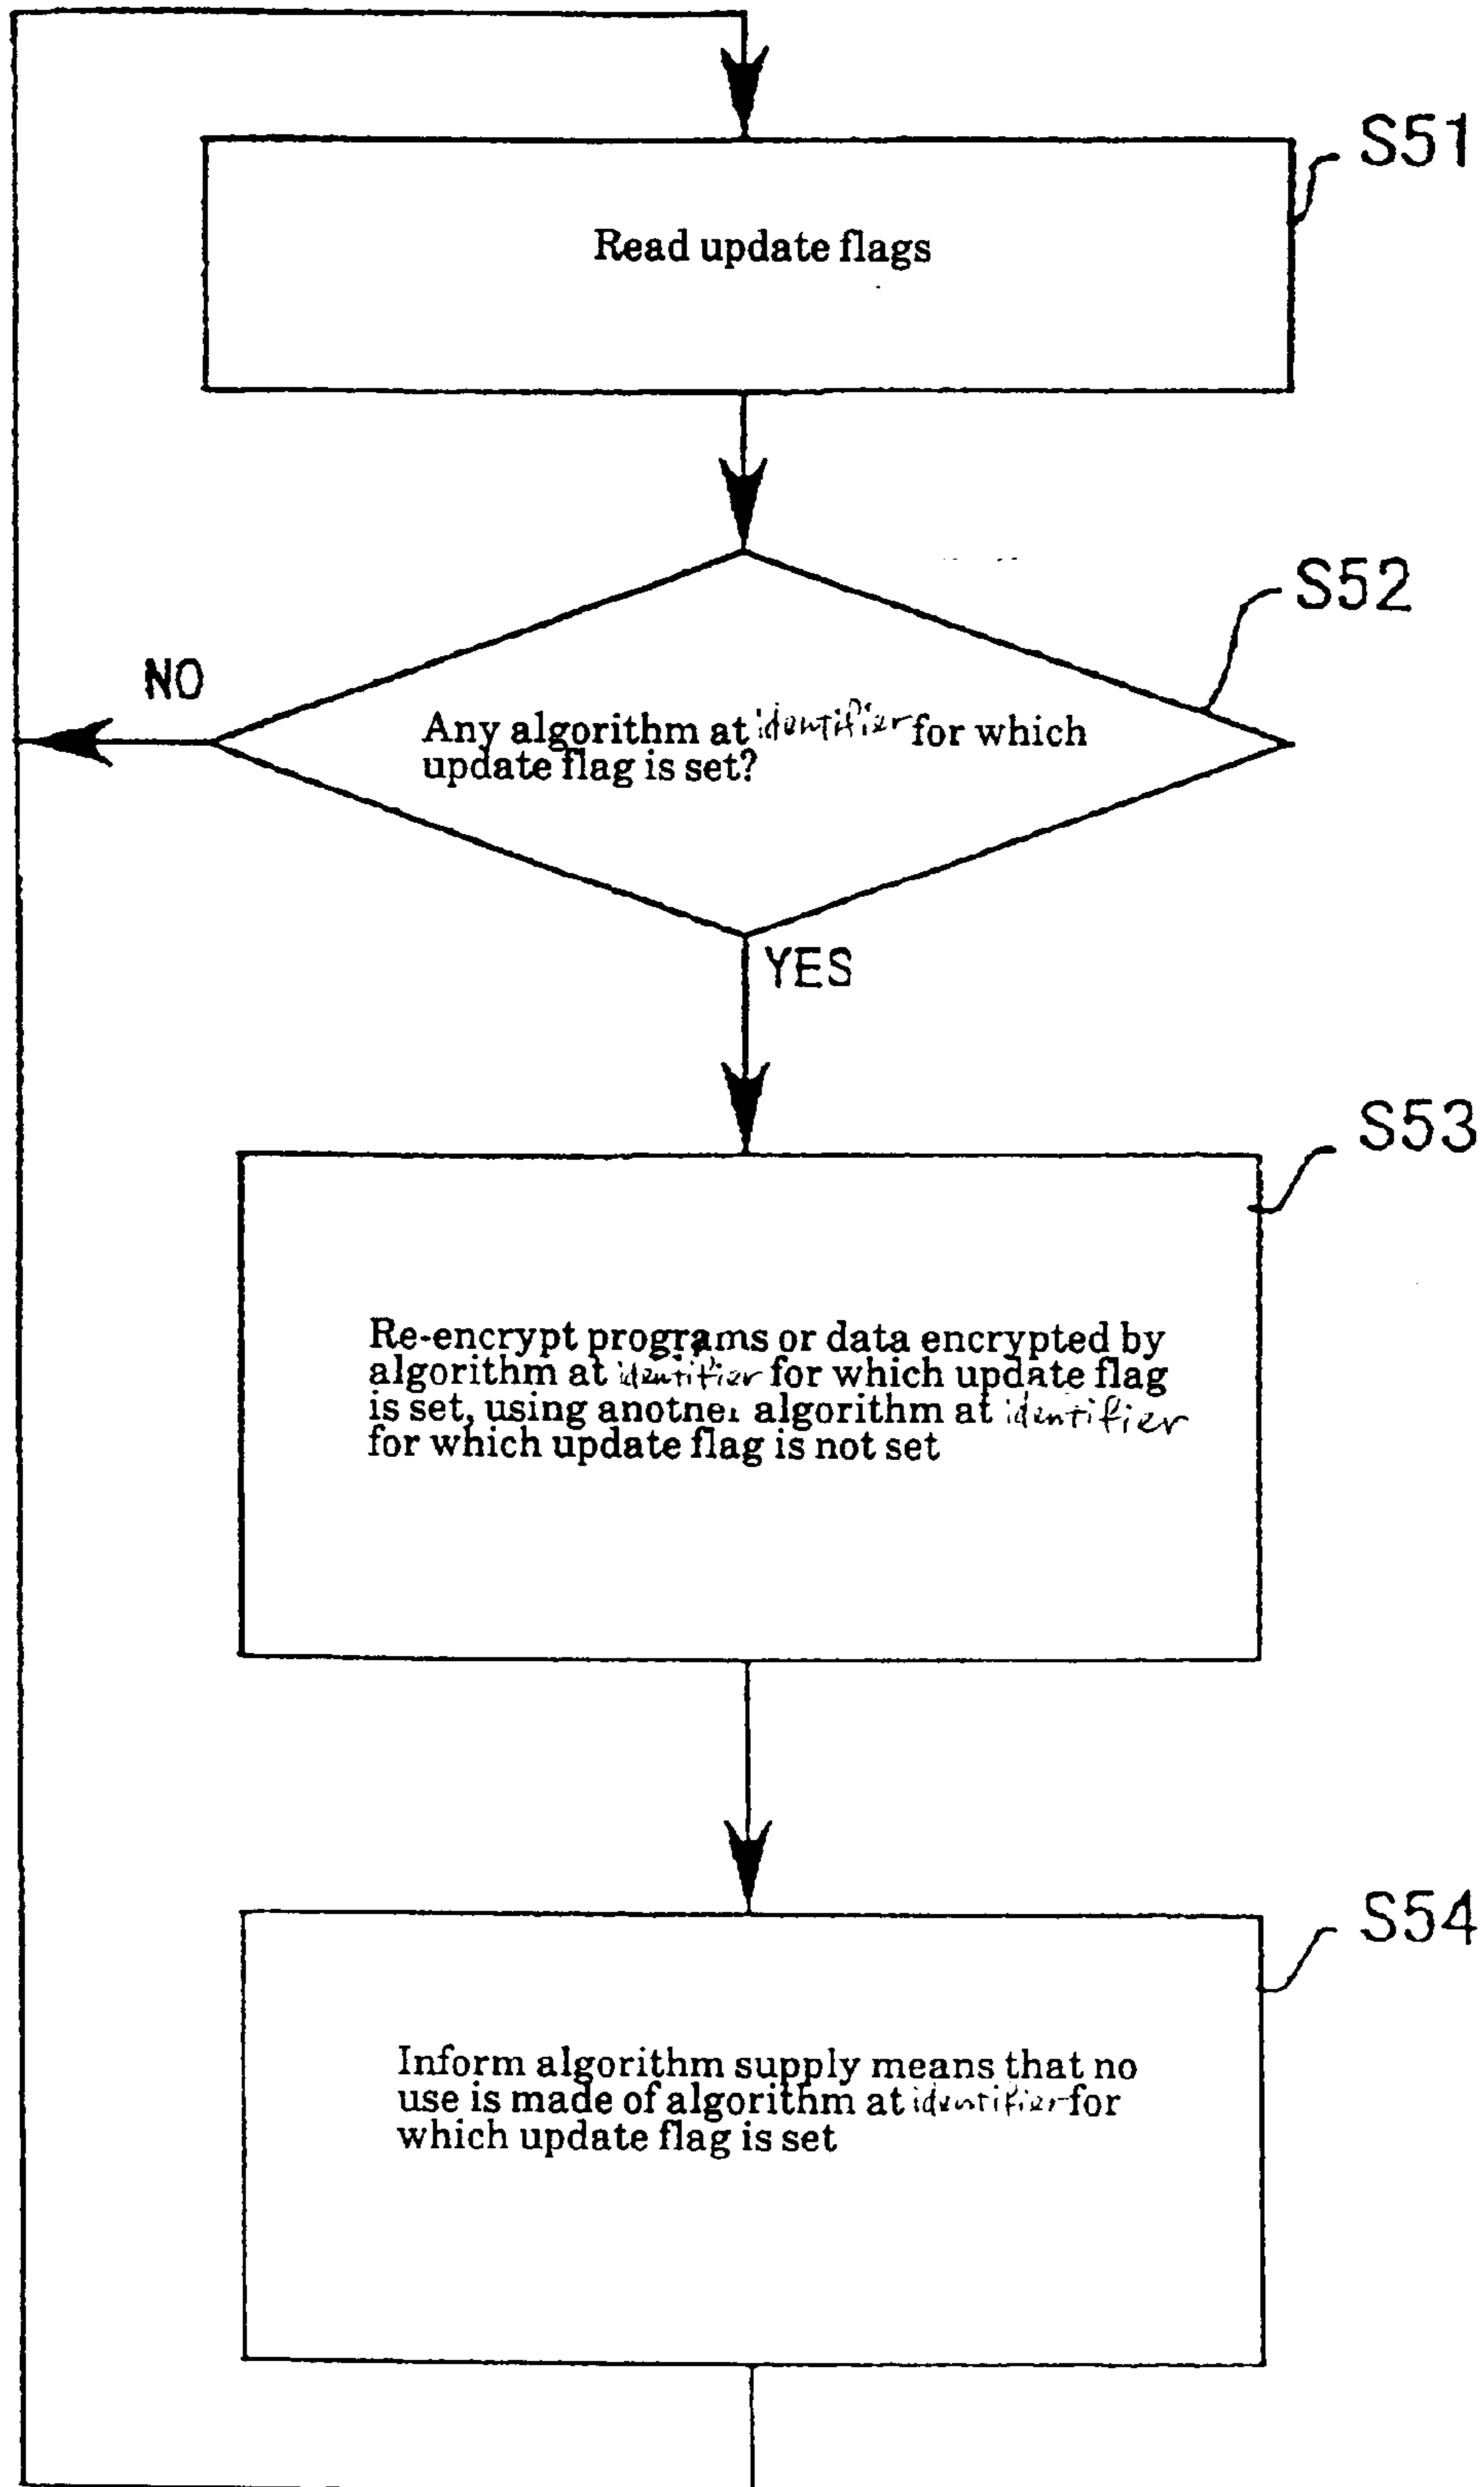 S51
Read update flags
S52
NO
Any algorithm at identifier for which
update flag is set?
YES
S53
Re-encrypt programs or data encrypted by
algorithm at identifier for which update flag
is set, using another algorithm at identifier
for which update flag is not set
S54
Inform algorithm supply means that no
use is made of algorithm at identifier for
which update flag is set